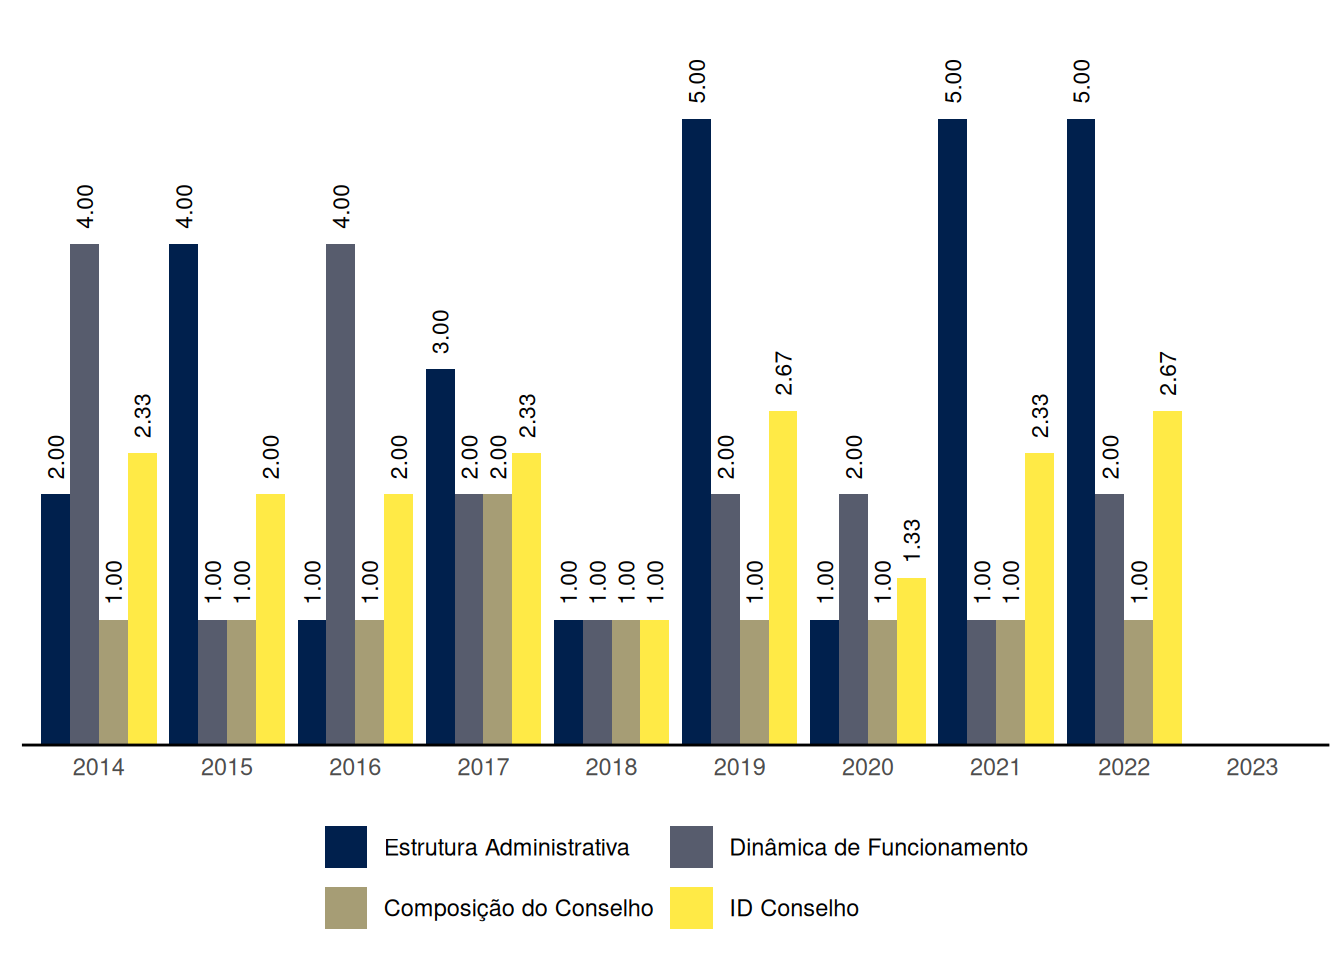 5.00 5.00 5.00
4.00 4.00 4.00
3.00
2.67 2.67
2.33 2.33 2.33
2.00 2.00 2.00 2.00 2.00 2.00 2.00 2.00
1.33
1.00 1.00 1.00 1.00 1.00 1.00 1.00 1.00 1.00 1.00 1.00 1.00 1.00 1.00 1.00 1.00
2014 2015 2016 2017 2018 2019 2020 2021 2022 2023
Estrutura Administrativa Dinâmica de Funcionamento
Composição do Conselho ID Conselho